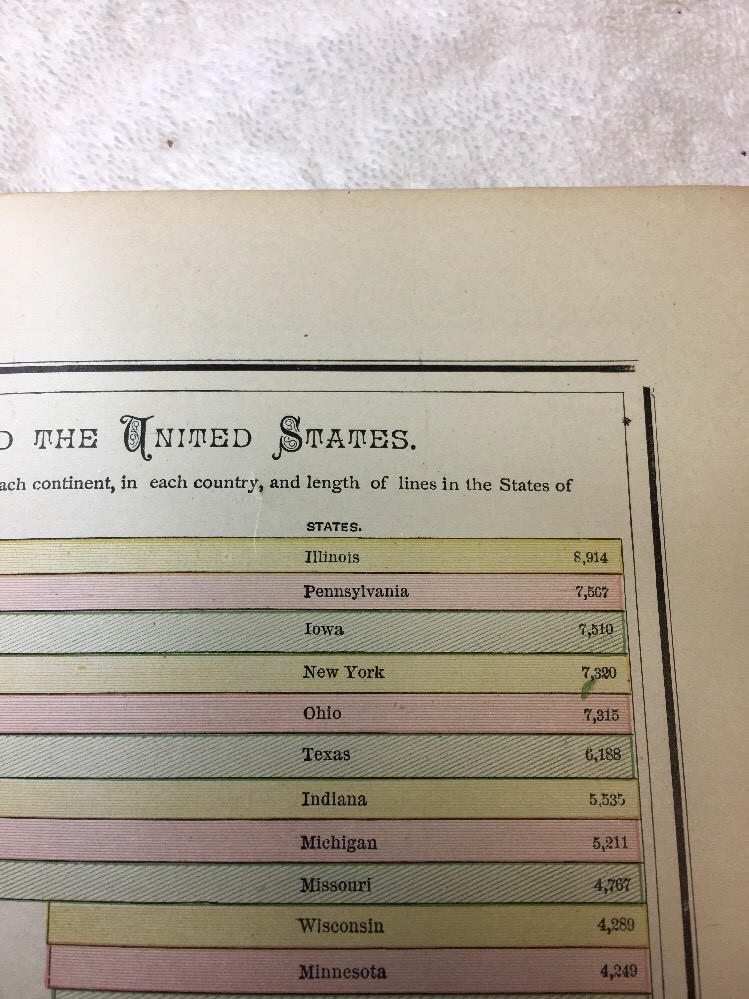 D THE UNITED STATES.
ach continent, in each country, and length of lines in the States of
STATES.
Illinois 8,914
Pennsylvania 7,567
Iowa 7,510
New York 7,320
Ohio 7,315
Texas 6,188
Indiana 5,535
Michigan 5,211
Missouri 4,767
Wisconsin 4,289
Minnesota 4,249